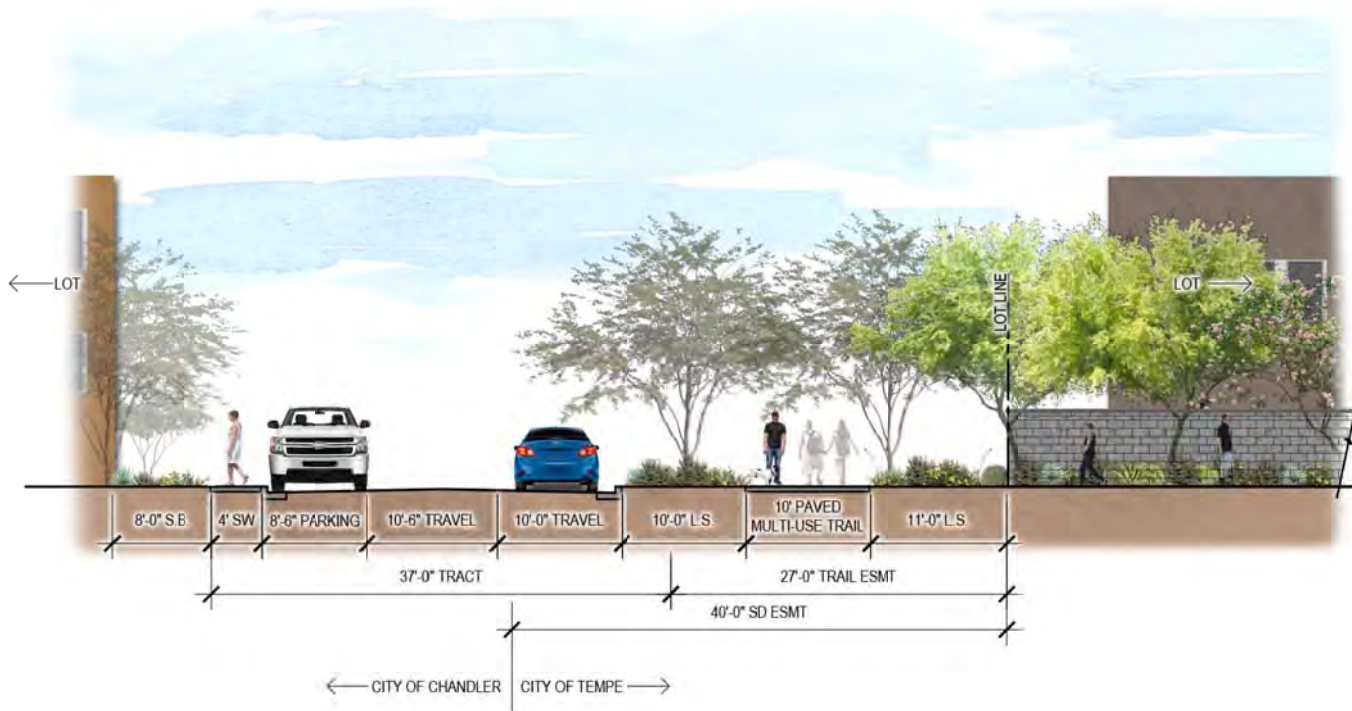 LOT
LOT
LOT LINE
8'-0" S.B.
4' SW
8'-6" PARKING
10'-6" TRAVEL
10'-0" TRAVEL
10'-0" L.S.
10' PAVED
MULTI-USE TRAIL
11'-0" L.S.
37'-0" TRACT
27'-0" TRAIL ESMT
40'-0" SD ESMT
CITY OF CHANDLER
CITY OF TEMPE